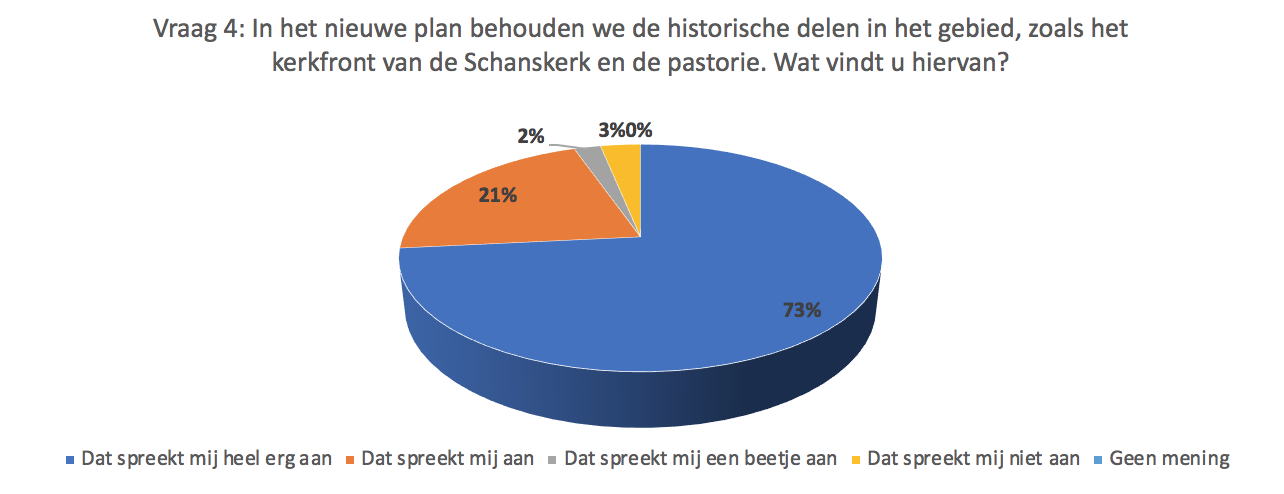 Vraag 4: In het nieuwe plan behouden we de historische delen in het gebied, zoals het
kerkfront van de Schanskerk en de pastorie. Wat vindt u hiervan?
2%
3%0%
21%
73%
Dat spreekt mij heel erg aan Dat spreekt mij aan Dat spreekt mij een beetje aan Dat spreekt mij niet aan Geen mening